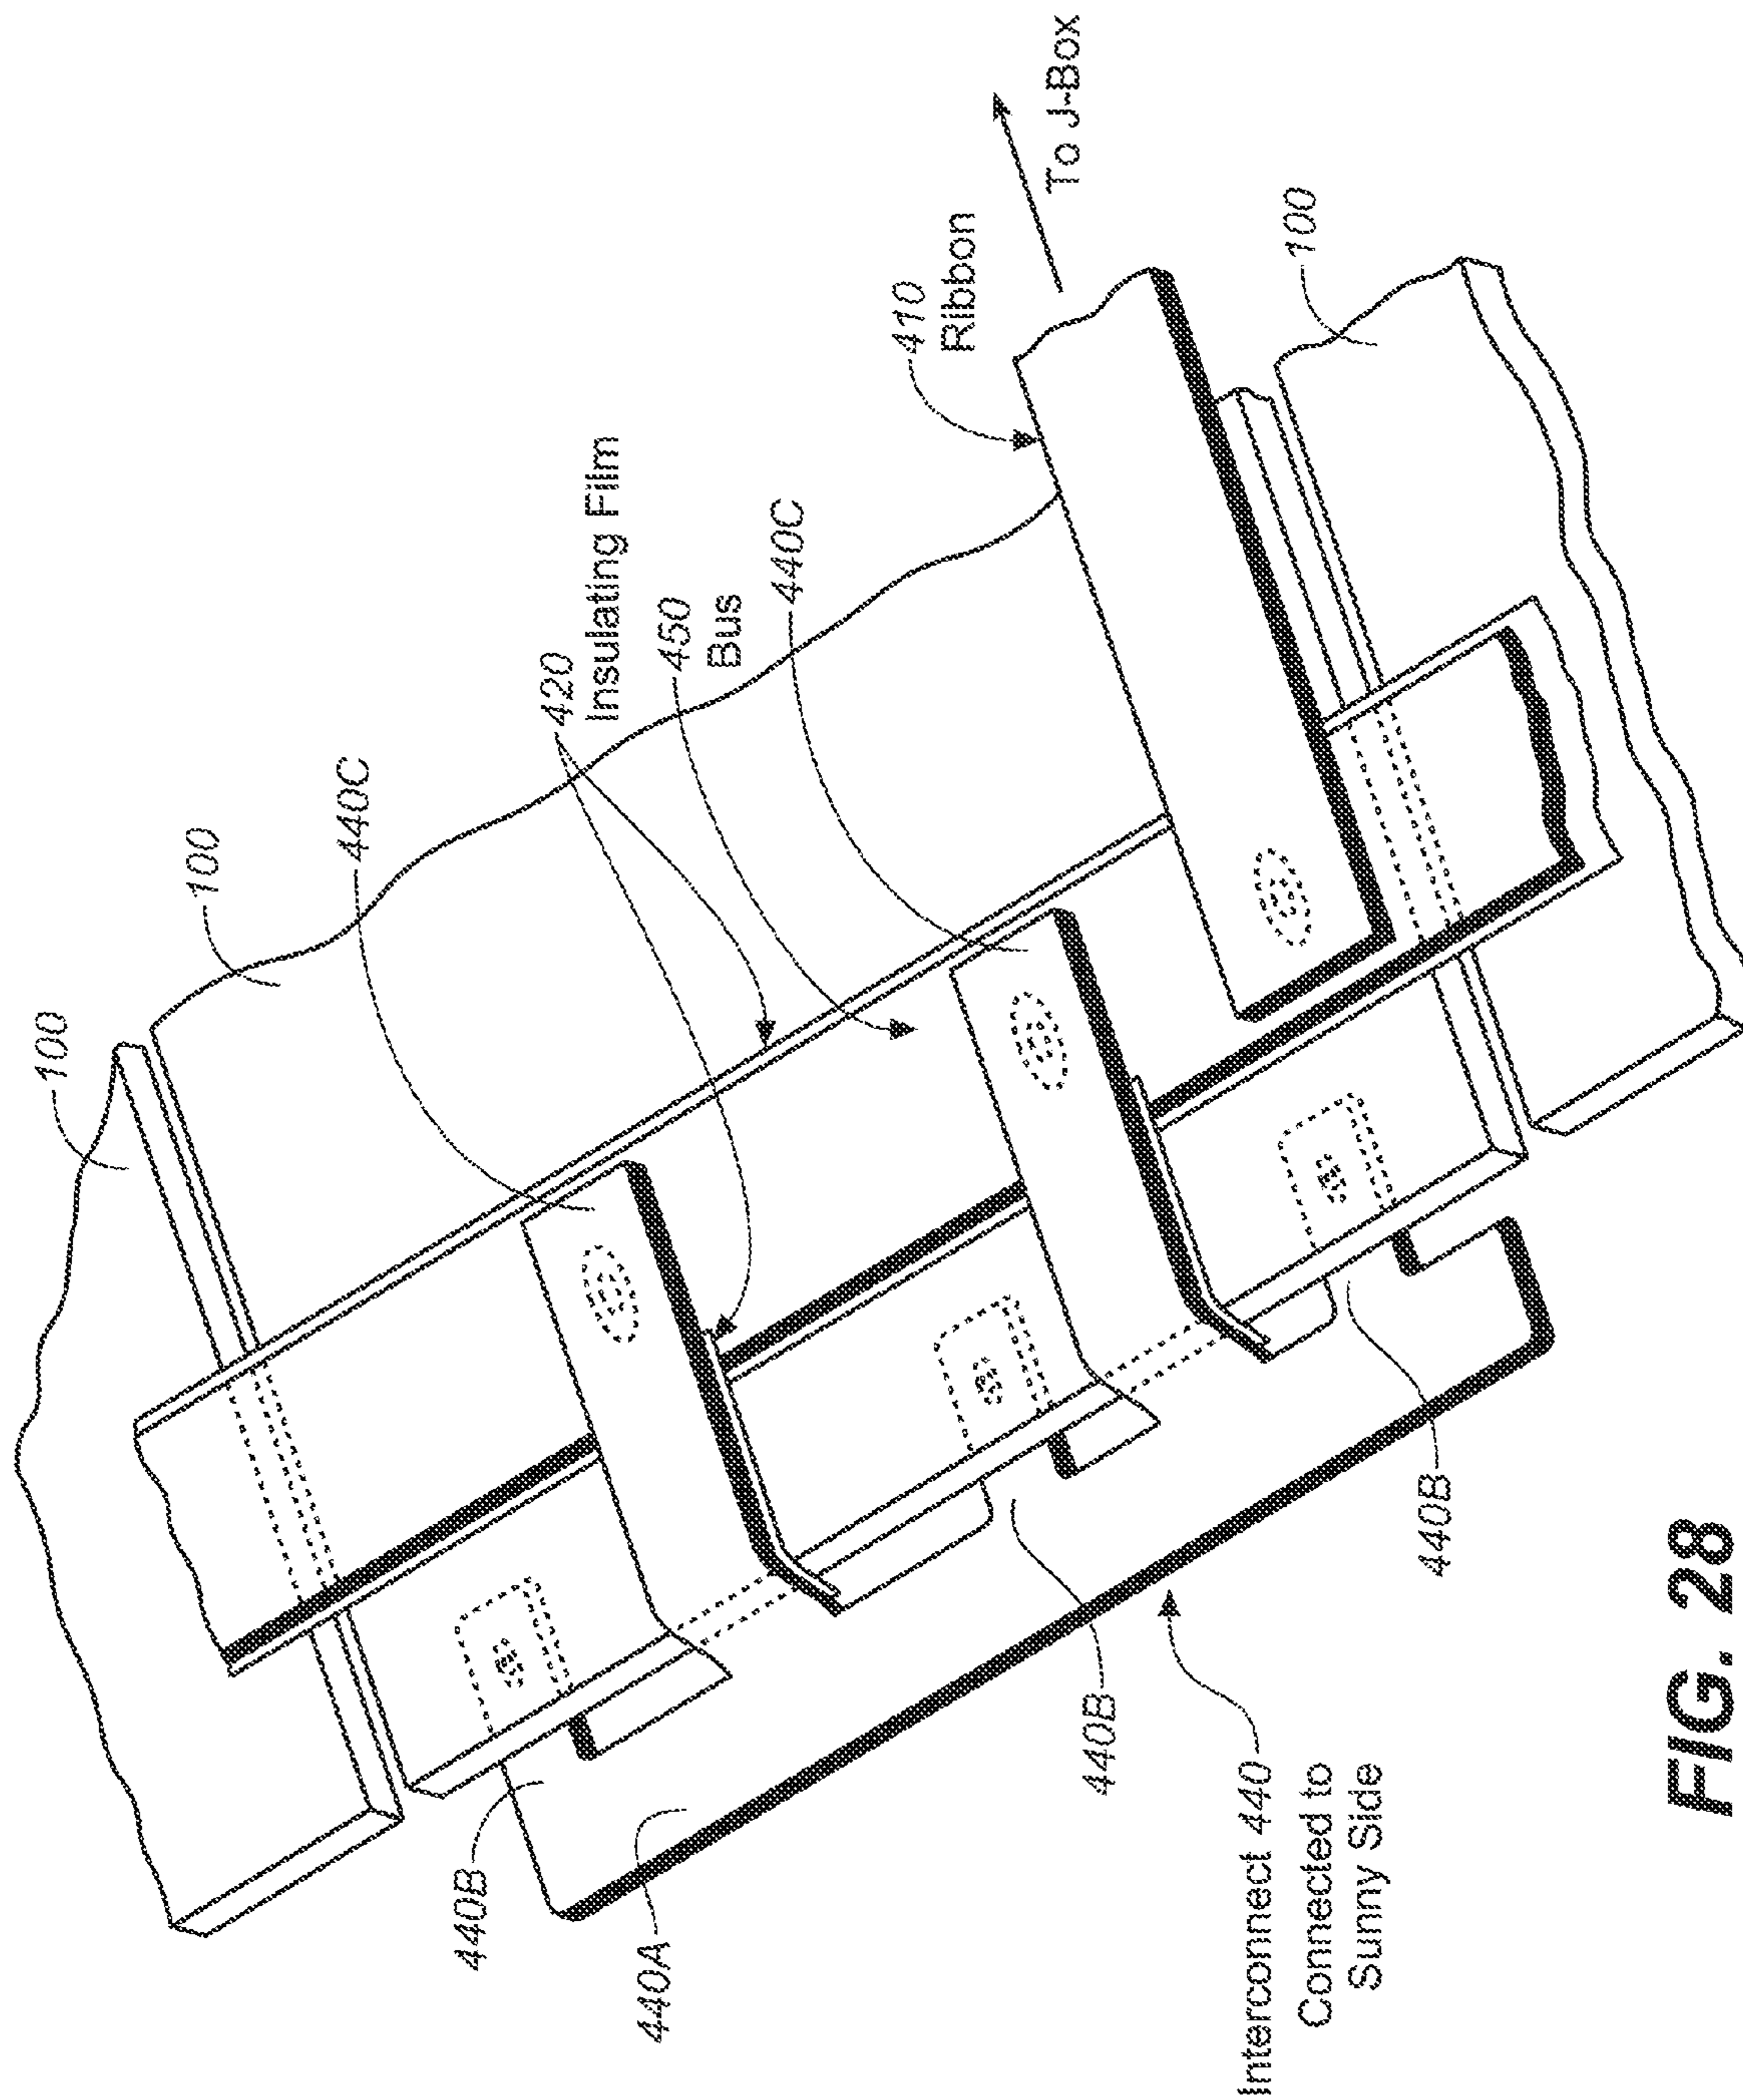 100
100
440C
420
Insulating Film
450
Bus
440C
410
Ribbon
To J-Box
100
440B
440A
440B
440B
Interconnect 440
Connected to
Sunny Side
FIG. 28